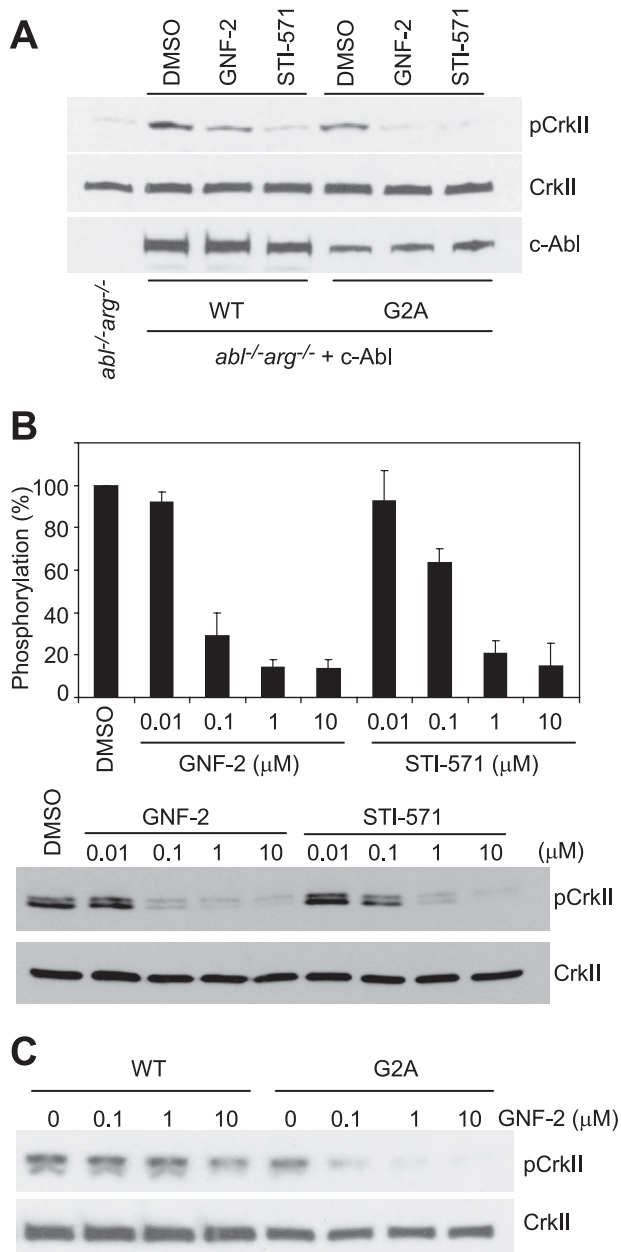 A
DMSO GNF-2 STI-571 DMSO GNF-2 STI-571
pCrkII
CrkII
c-Abl
abl-/-arg-/-
WT G2A
abl-/-arg-/- + c-Abl
B
Phosphorylation (%)
100
80
60
40
20
0
DMSO 0.01 0.1 1 10 0.01 0.1 1 10
GNF-2 (μM) STI-571 (μM)
DMSO GNF-2 STI-571
0.01 0.1 1 10 0.01 0.1 1 10 (μM)
pCrkII
CrkII
C
WT G2A
0 0.1 1 10 0 0.1 1 10 GNF-2 (μM)
pCrkII
CrkII